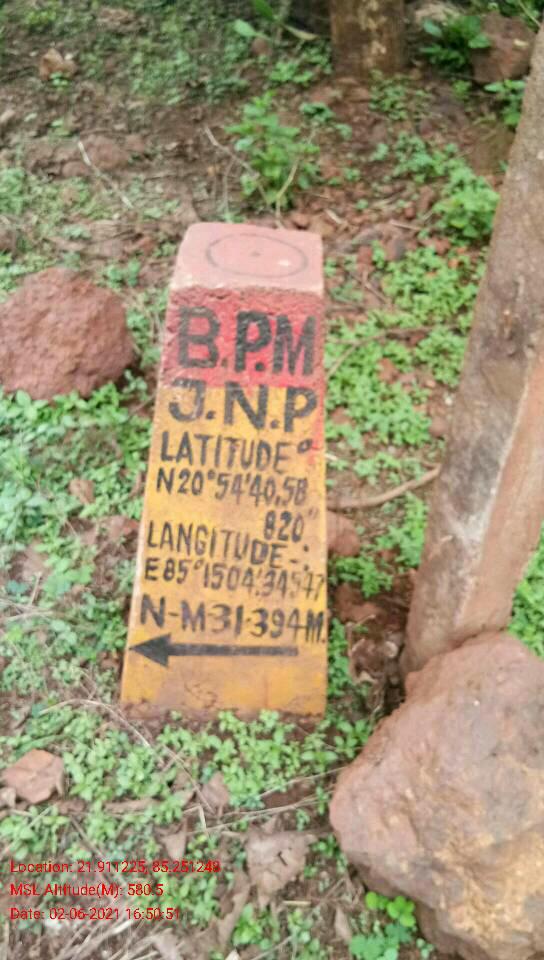 B.P.M
J.N.P
LATITUDE°
N20°54'40.58
820"
LANGITUDE-:
E85°1504.34547
N-M31-394M.
Location: 21.911225, 85.251248
MSL Altitude(M): 580.5
Date: 02-06-2021 16:50:51